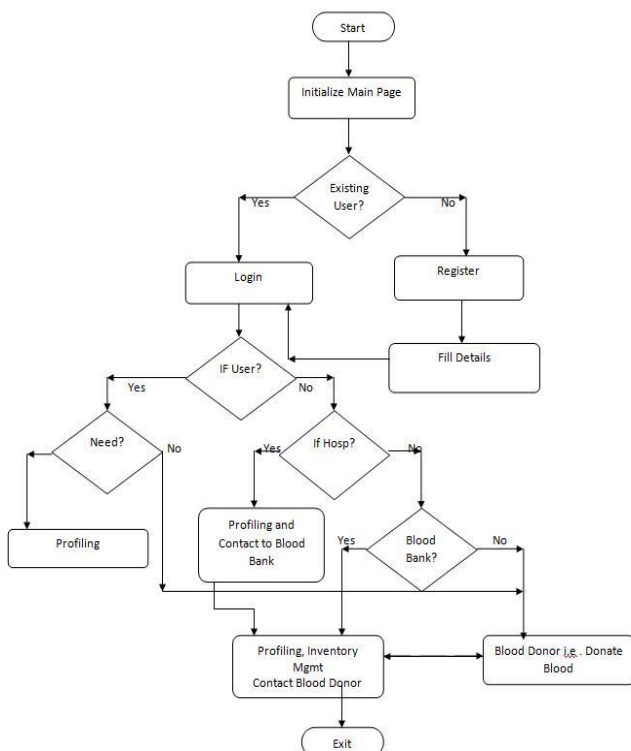 Start
Initialize Main Page
Existing
User?
Yes
No
Login
Register
Fill Details
IF User?
Yes
No
Need?
No
If Hosp?
Yes
No
Profiling
Profiling and
Contact to Blood
Bank
Blood
Bank?
Yes
No
Profiling, Inventory
Mgmt
Contact Blood Donor
Blood Donor i.e . Donate
Blood
Exit